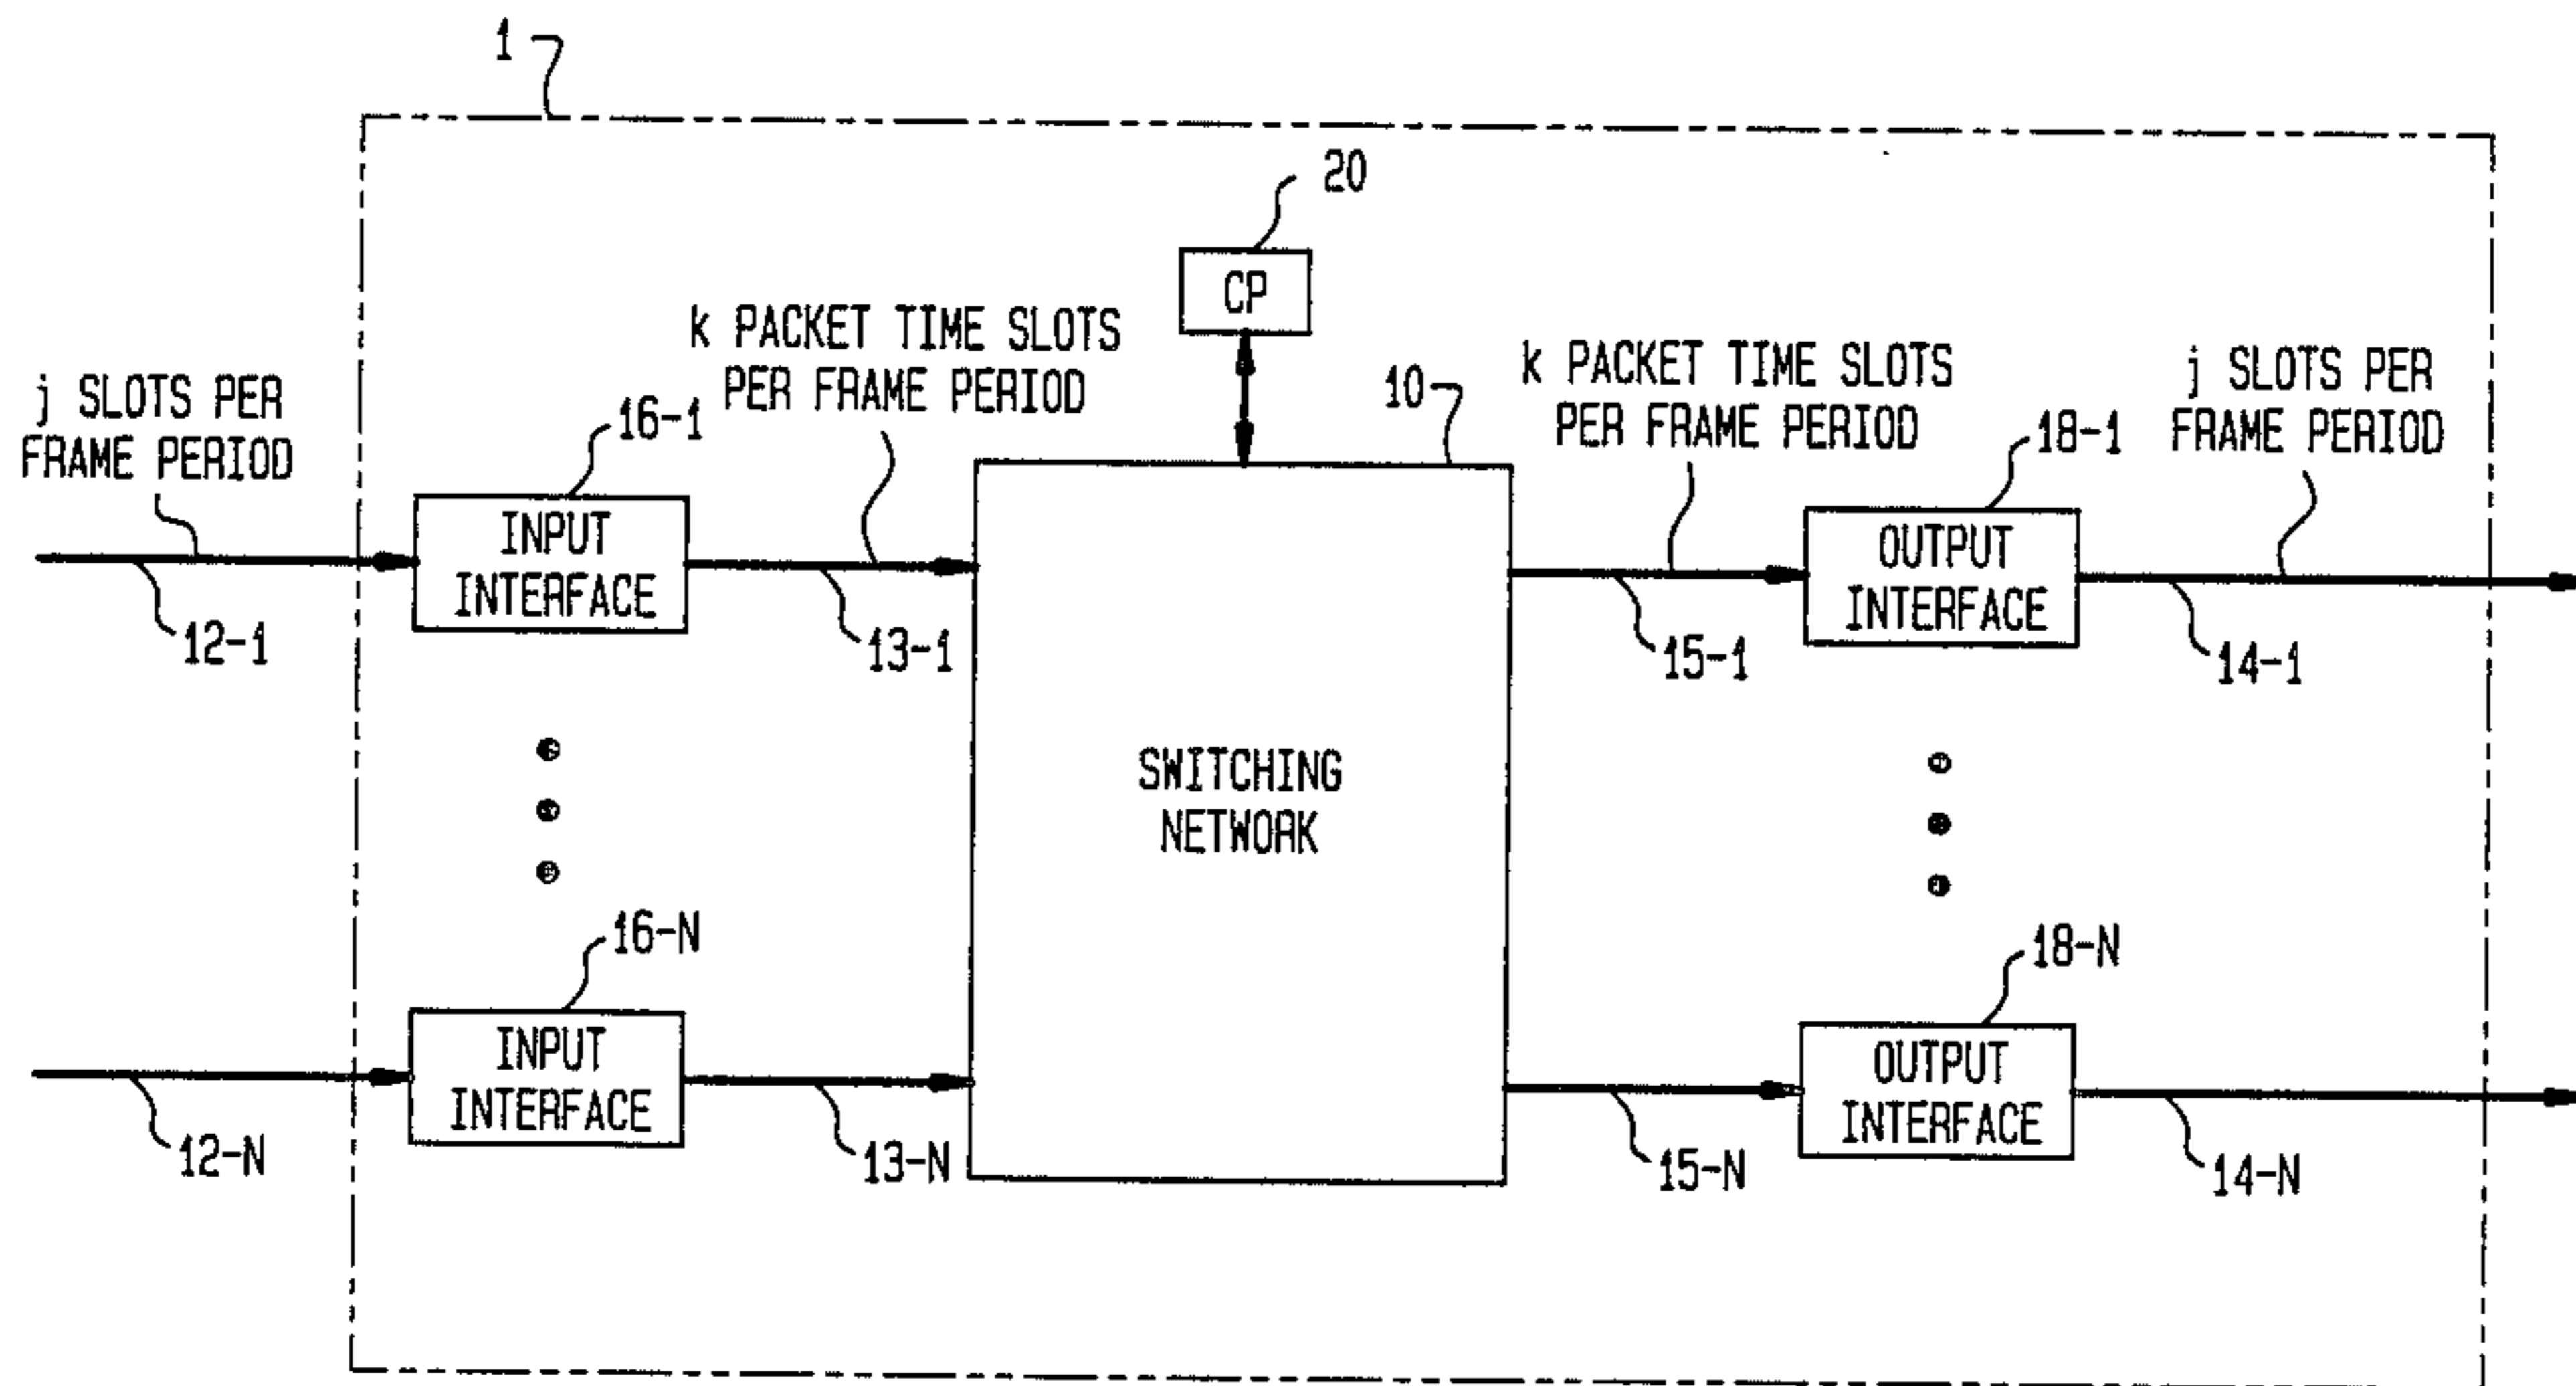 1
20
CP
k PACKET TIME SLOTS
PER FRAME PERIOD
k PACKET TIME SLOTS
PER FRAME PERIOD
j SLOTS PER
FRAME PERIOD
j SLOTS PER
FRAME PERIOD
10
16-1
18-1
INPUT
INTERFACE
OUTPUT
INTERFACE
12-1
13-1
15-1
14-1
SWITCHING
NETWORK
16-N
18-N
INPUT
INTERFACE
OUTPUT
INTERFACE
12-N
13-N
15-N
14-N